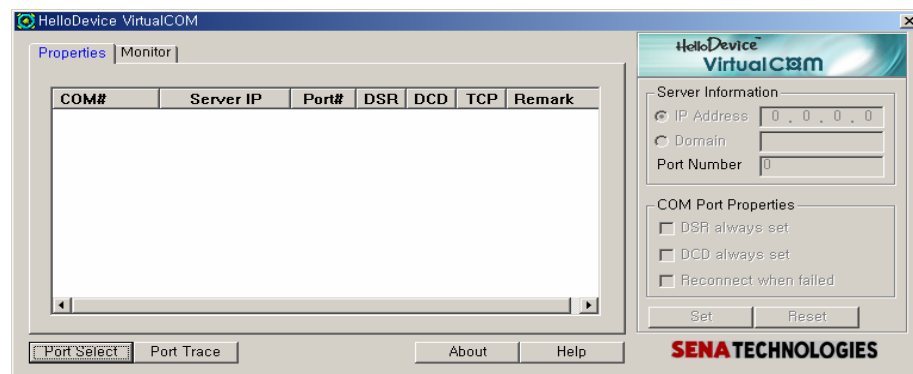 HelloDevice VirtualCOM
Properties Monitor
COM# Server IP Port# DSR DCD TCP Remark
Port Select Port Trace About Help
HelloDevice
VirtualCOM
Server Information
IP Address 0 . 0 . 0 . 0
Domain
Port Number 0
COM Port Properties
DSR always set
DCD always set
Reconnect when failed
Set Reset
SENA TECHNOLOGIES